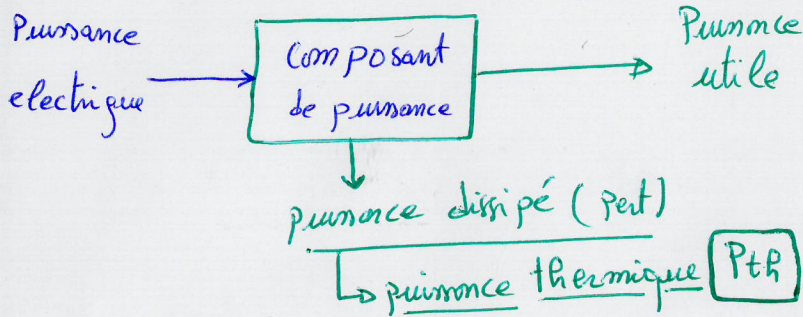 Puissance
electrique
Composant
de puissance
Puissance
utile
puissance dissipé (pert)
puissance thermique Pth